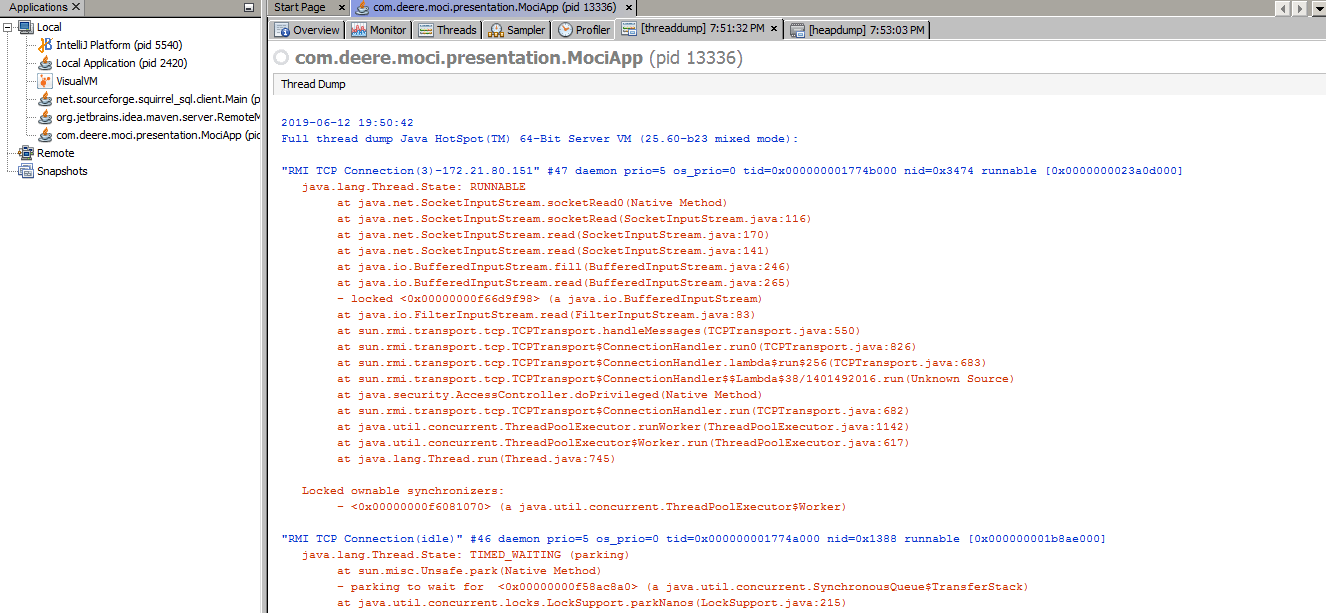 Applications
Start Page
com.deere.moci.presentation.MociApp (pid 13336)
Local
IntelliJ Platform (pid 5540)
Local Application (pid 2420)
VisualVM
net.sourceforge.squirrel_sql.client.Main (p
org.jetbrains.idea.maven.server.RemoteM
com.deere.moci.presentation.MociApp (pid
Remote
Snapshots
Overview
Monitor
Threads
Sampler
Profiler
[threaddump] 7:51:32 PM
[heapdump] 7:53:03 PM
com.deere.moci.presentation.MociApp (pid 13336)
Thread Dump
2019-06-12 19:50:42
Full thread dump Java HotSpot(TM) 64-Bit Server VM (25.60-b23 mixed mode):
"RMI TCP Connection(3)-172.21.80.151" #47 daemon prio=5 os_prio=0 tid=0x000000001774b000 nid=0x3474 runnable [0x0000000023a0d000]
java.lang.Thread.State: RUNNABLE
at java.net.SocketInputStream.socketRead0(Native Method)
at java.net.SocketInputStream.socketRead(SocketInputStream.java:116)
at java.net.SocketInputStream.read(SocketInputStream.java:170)
at java.net.SocketInputStream.read(SocketInputStream.java:141)
at java.io.BufferedInputStream.fill(BufferedInputStream.java:246)
at java.io.BufferedInputStream.read(BufferedInputStream.java:265)
- locked <0x00000000f66d9f98> (a java.io.BufferedInputStream)
at java.io.FilterInputStream.read(FilterInputStream.java:83)
at sun.rmi.transport.tcp.TCPTransport.handleMessages(TCPTransport.java:550)
at sun.rmi.transport.tcp.TCPTransport$ConnectionHandler.run0(TCPTransport.java:826)
at sun.rmi.transport.tcp.TCPTransport$ConnectionHandler.lambda$run$256(TCPTransport.java:683)
at sun.rmi.transport.tcp.TCPTransport$ConnectionHandler$$Lambda$38/1401492016.run(Unknown Source)
at java.security.AccessController.doPrivileged(Native Method)
at sun.rmi.transport.tcp.TCPTransport$ConnectionHandler.run(TCPTransport.java:682)
at java.util.concurrent.ThreadPoolExecutor.runWorker(ThreadPoolExecutor.java:1142)
at java.util.concurrent.ThreadPoolExecutor$Worker.run(ThreadPoolExecutor.java:617)
at java.lang.Thread.run(Thread.java:745)
Locked ownable synchronizers:
- <0x00000000f6081070> (a java.util.concurrent.ThreadPoolExecutor$Worker)
"RMI TCP Connection(idle)" #46 daemon prio=5 os_prio=0 tid=0x000000001774a000 nid=0x1388 runnable [0x000000001b8ae000]
java.lang.Thread.State: TIMED_WAITING (parking)
at sun.misc.Unsafe.park(Native Method)
- parking to wait for  <0x00000000f58ac8a0> (a java.util.concurrent.SynchronousQueue$TransferStack)
at java.util.concurrent.locks.LockSupport.parkNanos(LockSupport.java:215)